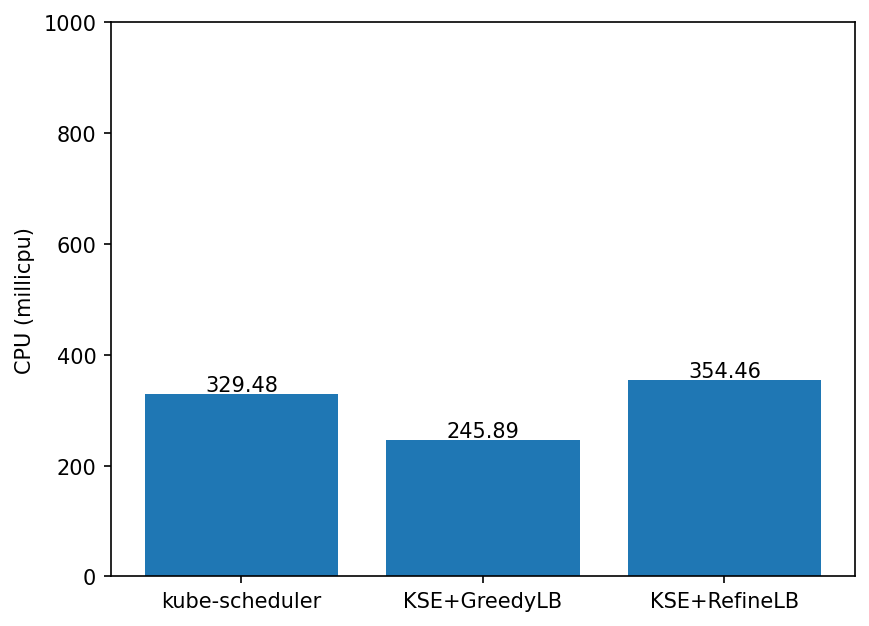 1000
800
600
400
200
0
CPU (millicpu)
329.48
245.89
354.46
kube-scheduler
KSE+GreedyLB
KSE+RefineLB